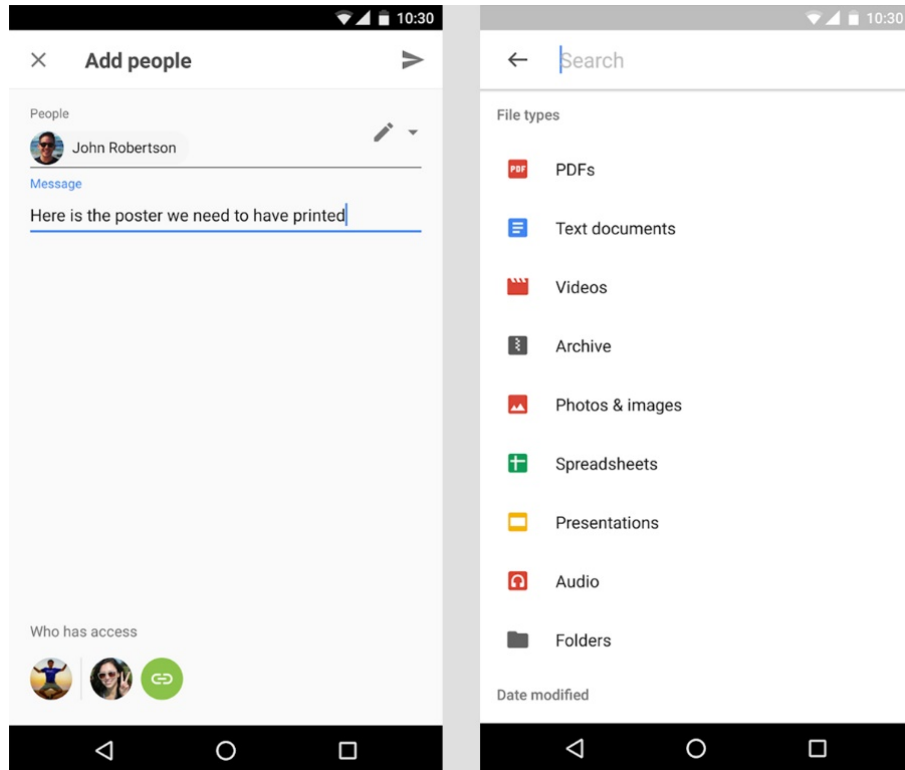 10:30
Add people
People
John Robertson
Message
Here is the poster we need to have printed
Who has access
10:30
Search
File types
PDF
PDFs
Text documents
Videos
Archive
Photos & images
Spreadsheets
Presentations
Audio
Folders
Date modified